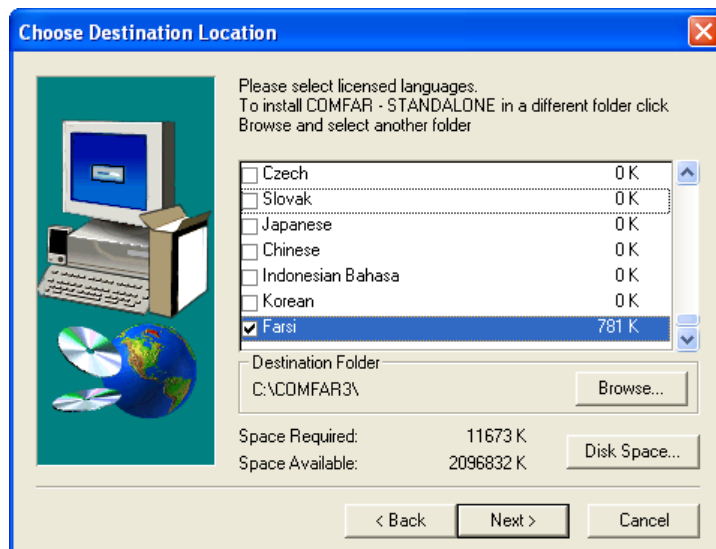 Choose Destination Location
Please select licensed languages.
To install COMFAR - STANDALONE in a different folder click
Browse and select another folder
Czech 0 K
Slovak 0 K
Japanese 0 K
Chinese 0 K
Indonesian Bahasa 0 K
Korean 0 K
Farsi 781 K
Destination Folder
C:\COMFAR3\ Browse...
Space Required: 11673 K
Space Available: 2096832 K
Disk Space...
< Back Next > Cancel